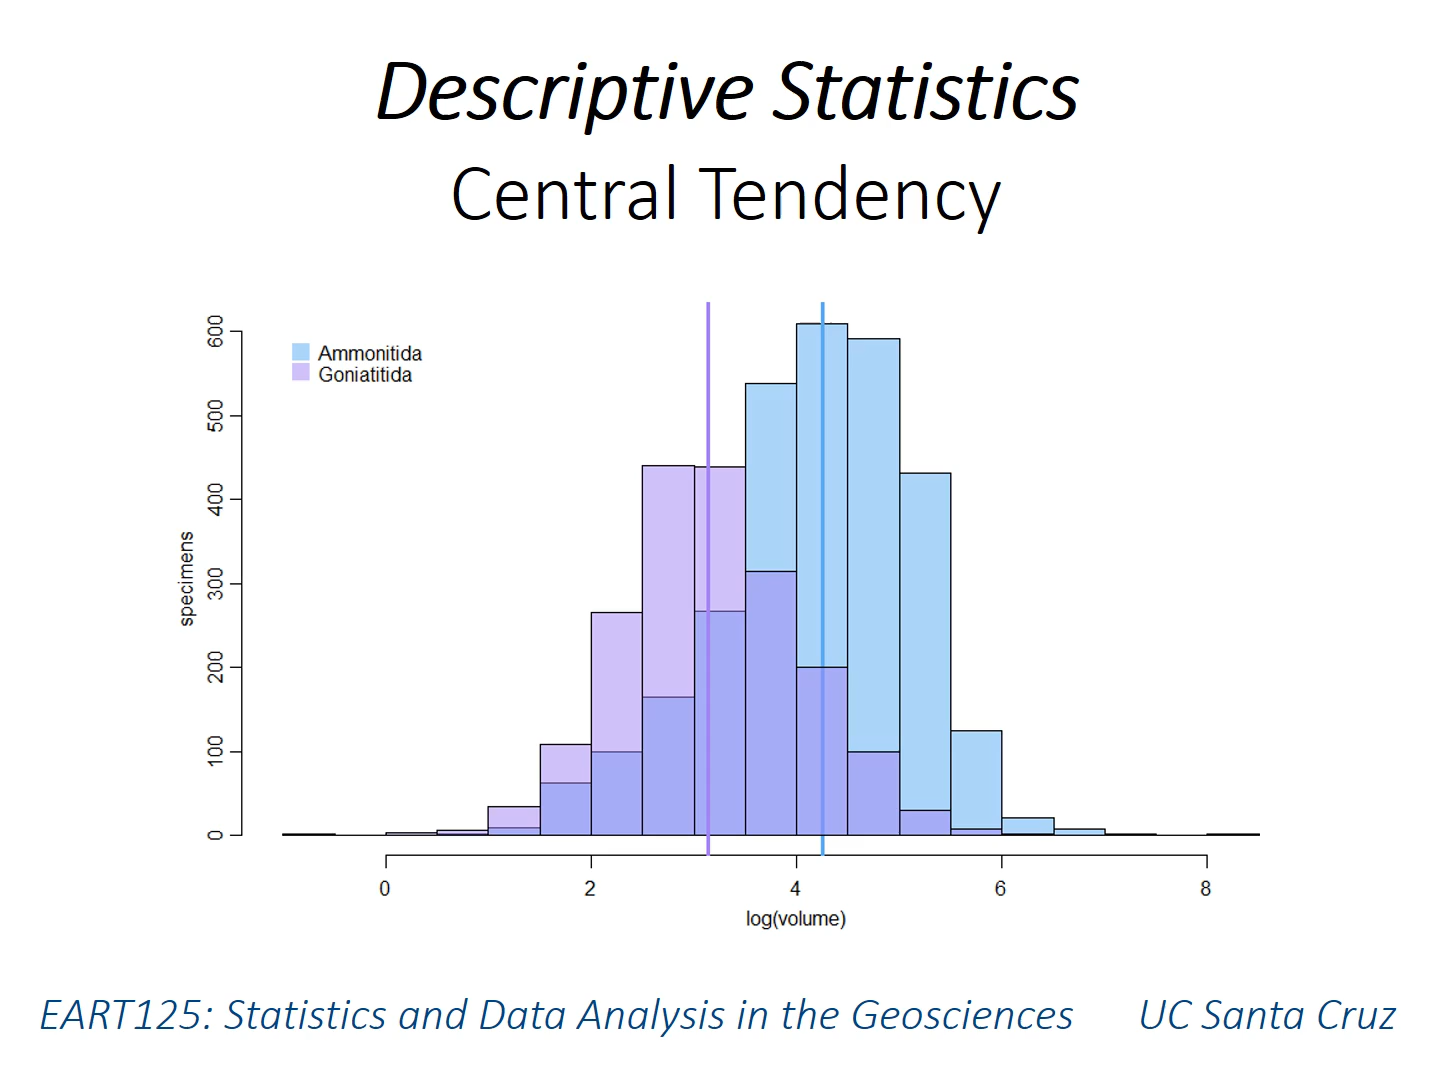 Descriptive Statistics
Central Tendency
Ammonitida
Goniatitida
600
500
400
300
200
100
0
specimens
0 2 4 6 8
log(volume)
EART125: Statistics and Data Analysis in the Geosciences UC Santa Cruz